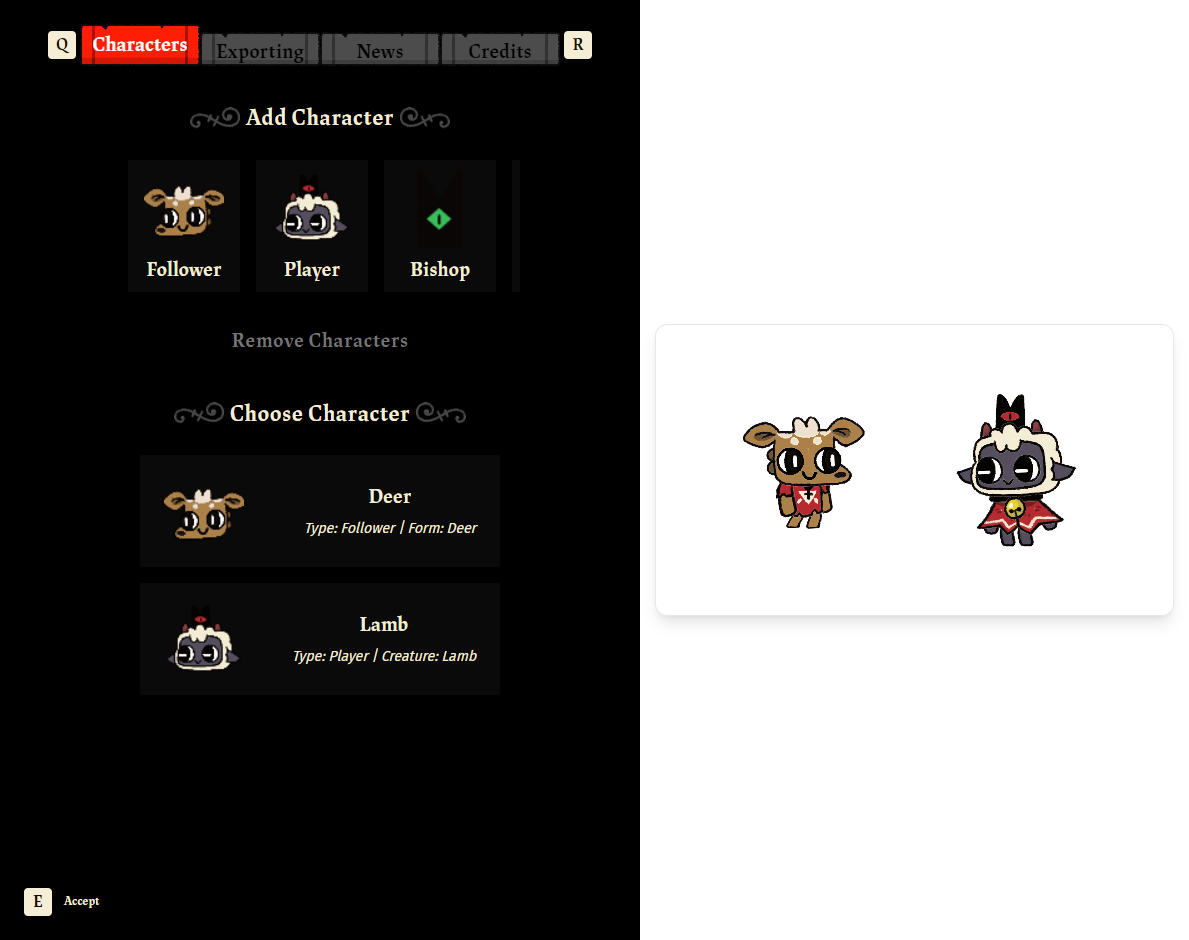 Q Characters Exporting News Credits R
Add Character
Follower Player Bishop
Remove Characters
Choose Character
Deer
Type: Follower | Form: Deer
Lamb
Type: Player | Creature: Lamb
E Accept